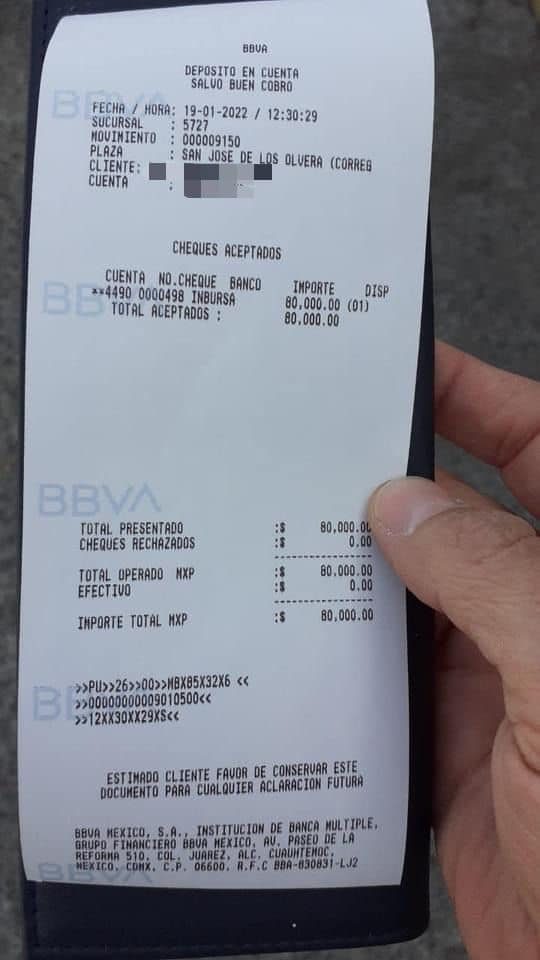 BBVA
DEPOSITO EN CUENTA
SALVO BUEN COBRO
BBVA
FECHA / HORA: 19-01-2022 / 12:30:29
SUCURSAL : 5727
MOVIMIENTO : 000009150
PLAZA : SAN JOSE DE LOS OLVERA (CORREG
CLIENTE:
CUENTA :
CHEQUES ACEPTADOS
CUENTA NO.CHEQUE BANCO IMPORTE DISP
**4490 0000498 INBURSA 80,000.00 (01)
TOTAL ACEPTADOS : 80,000.00
BBVA
TOTAL PRESENTADO :$ 80,000.00
CHEQUES RECHAZADOS :$ 0.00
TOTAL OPERADO MXP :$ 80,000.00
EFECTIVO :$ 0.00
IMPORTE TOTAL MXP :$ 80,000.00
>>PU>>26>>00>>MBX85X32X6 <<
>>00000000009010500<<
>>12XX30XX29XS<<
ESTIMADO CLIENTE FAVOR DE CONSERVAR ESTE
DOCUMENTO PARA CUALQUIER ACLARACION FUTURA
BBVA MEXICO, S.A., INSTITUCION DE BANCA MULTIPLE,
GRUPO FINANCIERO BBVA MEXICO, AV. PASEO DE LA
REFORMA 510, COL. JUAREZ, ALC. CUAUHTEMOC,
MEXICO, CDMX, C.P. 06600, R.F.C BBA-830831-LJ2